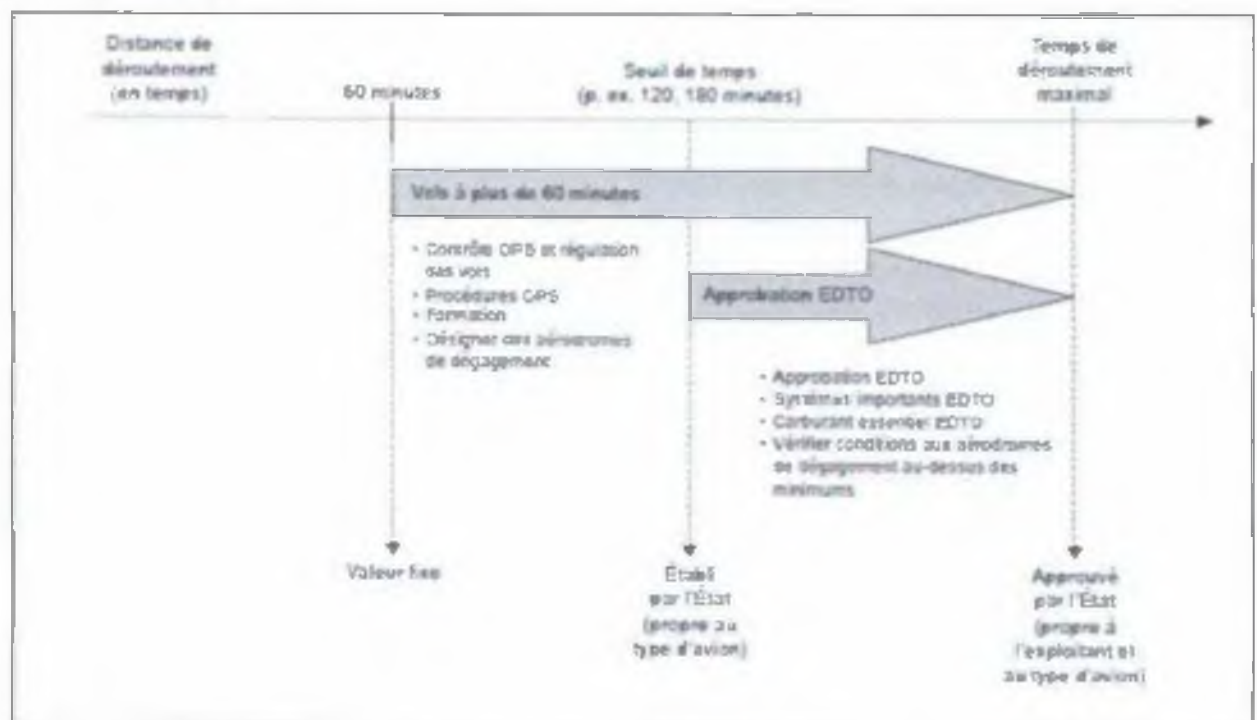 Distance de
déroutement
(en temps)
60 minutes
Seuil de temps
(p. ex. 120, 180 minutes)
Temps de
déroutement
maximal
Vols à plus de 60 minutes
• Contrôle OPS et régulation
des vols
• Procédures OPS
• Formation
• Désigner des aérodromes
de dégagement
Approbation EDTO
• Approbation EDTO
• Systèmes importants EDTO
• Carburant essentiel EDTO
• Vérifier conditions aux aérodromes
de dégagement au-dessus des
minimums
Valeur fixe
Établi
par l'État
(propre au
type d'avion)
Approuvé
par l'État
(propre à
l'exploitant et
au type d'avion)